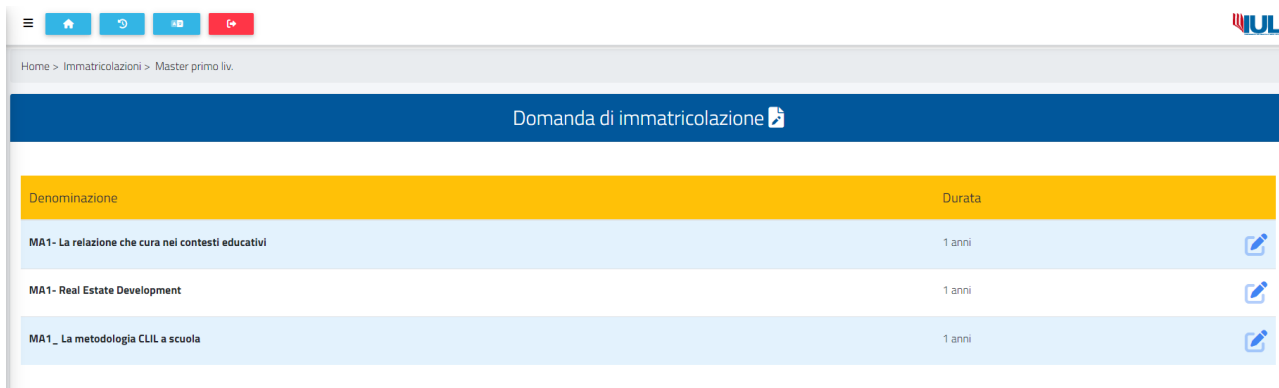 IUL
Home > Immatricolazioni > Master primo liv.
Domanda di immatricolazione
Denominazione Durata
MA1- La relazione che cura nei contesti educativi 1 anni
MA1- Real Estate Development 1 anni
MA1_ La metodologia CLIL a scuola 1 anni